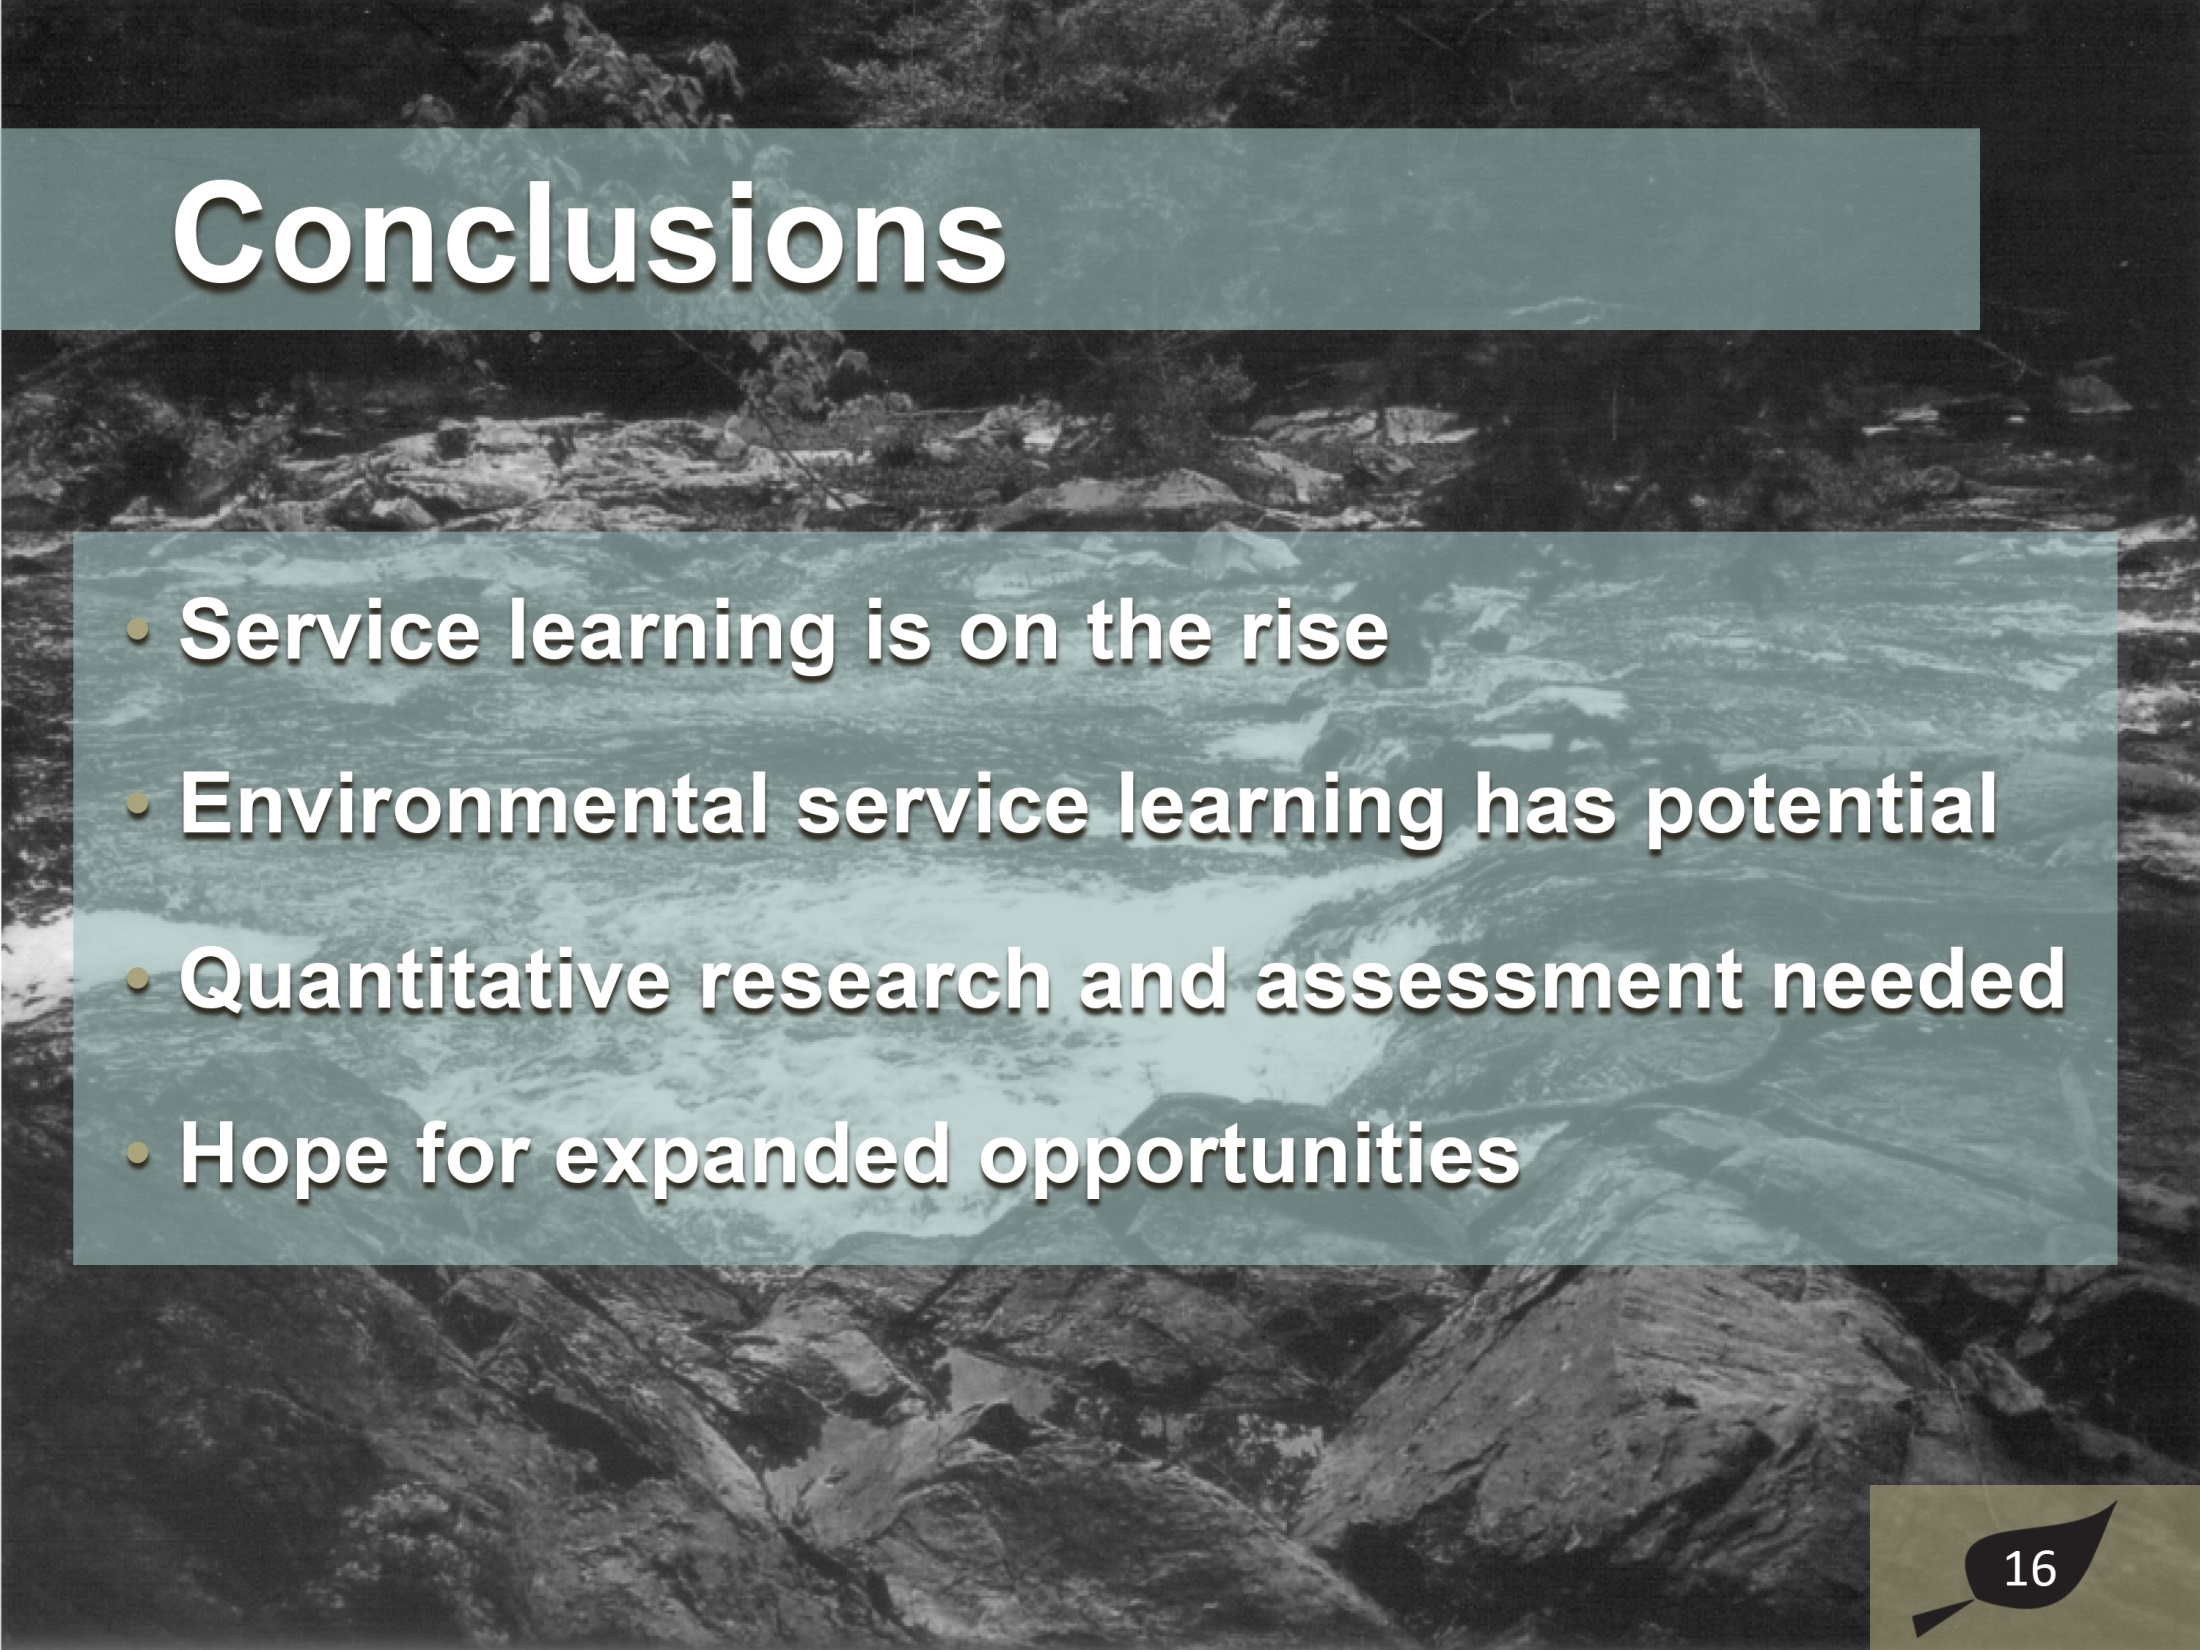 Conclusions
• Service learning is on the rise
• Environmental service learning has potential
• Quantitative research and assessment needed
• Hope for expanded opportunities
16